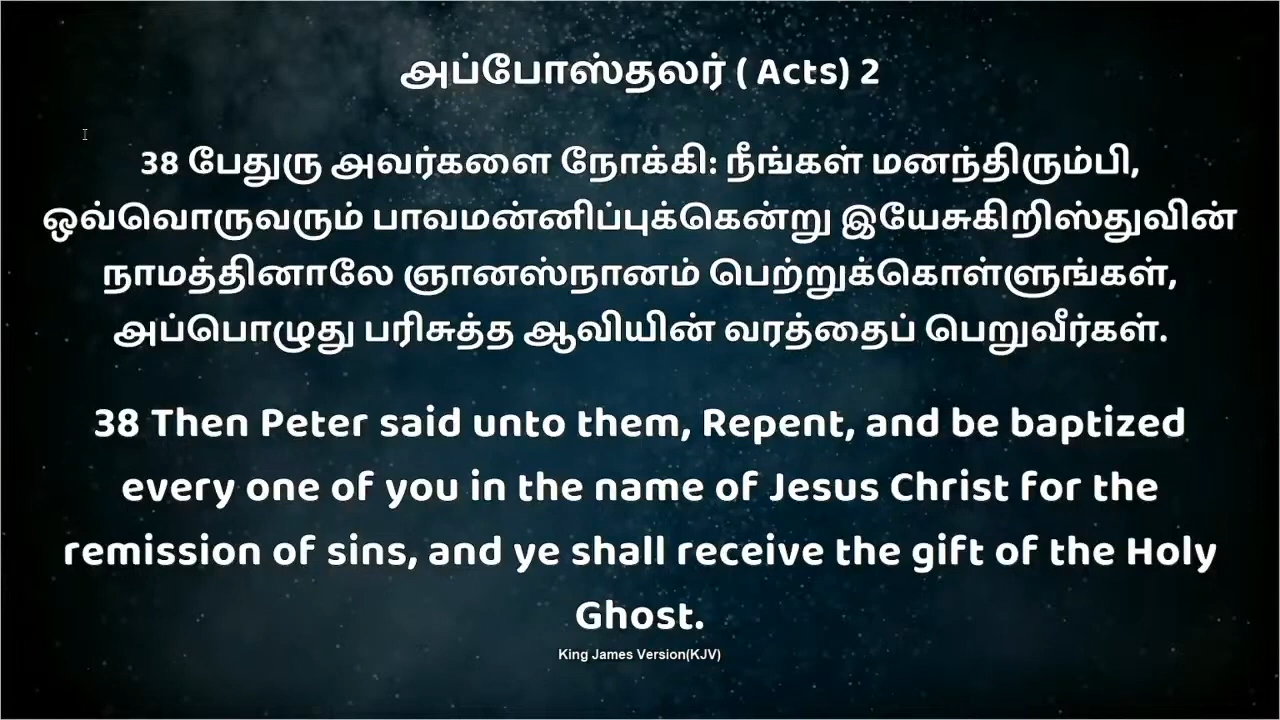 அப்போஸ்தலர் ( Acts) 2
38 பேதுரு அவர்களை நோக்கி: நீங்கள் மனந்திரும்பி,
ஒவ்வொருவரும் பாவமன்னிப்புக்கென்று இயேசுகிறிஸ்துவின்
நாமத்தினாலே ஞானஸ்நானம் பெற்றுக்கொள்ளுங்கள்,
அப்பொழுது பரிசுத்த ஆவியின் வரத்தைப் பெறுவீர்கள்.
38 Then Peter said unto them, Repent, and be baptized
every one of you in the name of Jesus Christ for the
remission of sins, and ye shall receive the gift of the Holy
Ghost.
King James Version(KJV)